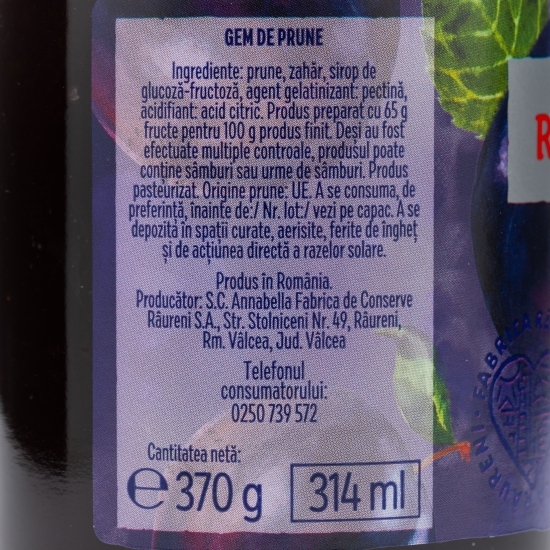 GEM DE PRUNE
Ingrediente: prune, zahăr, sirop de
glucoză-fructoză, agent gelatinizant: pectină,
acidifiant: acid citric. Produs preparat cu 65 g
fructe pentru 100 g produs finit. Deși au fost
efectuate multiple controale, produsul poate
conține sâmburi sau urme de sâmburi. Produs
pasteurizat. Origine prune: UE. A se consuma, de
preferință, înainte de:/ Nr. lot:/ vezi pe capac. A se
depozita în spații curate, aerisite, ferite de îngheț
și de acțiunea directă a razelor solare.
Produs în România.
Producător: S.C. Annabella Fabrica de Conserve
Râureni S.A., Str. Stolniceni Nr. 49, Râureni,
Rm. Vâlcea, Jud. Vâlcea
Telefonul
consumatorului:
0250 739 572
Cantitatea netă:
℮ 370 g 314 ml
R